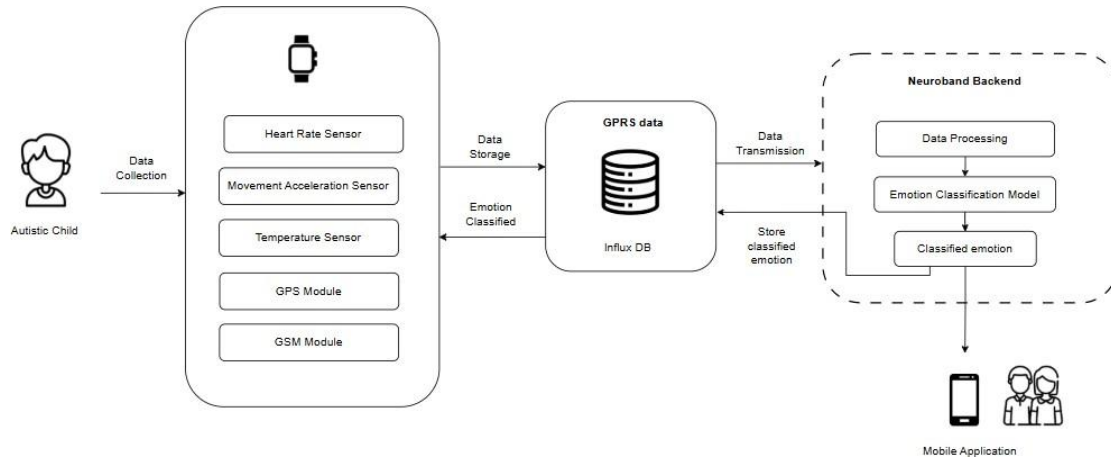 Autistic Child
Data
Collection
Heart Rate Sensor
Movement Acceleration Sensor
Temperature Sensor
GPS Module
GSM Module
Data
Storage
Emotion
Classified
GPRS data
Influx DB
Data
Transmission
Store
classified
emotion
Neuroband Backend
Data Processing
Emotion Classification Model
Classified emotion
Mobile Application